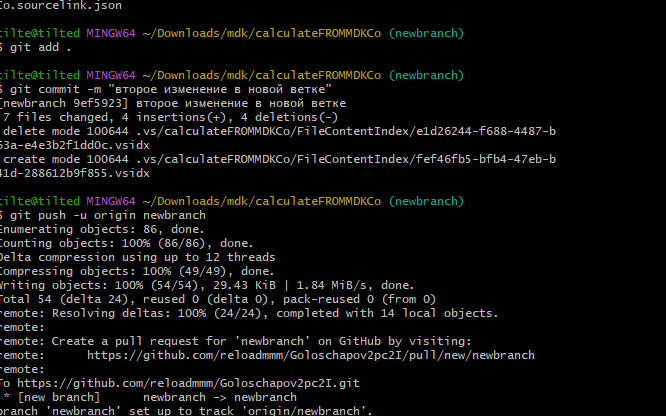 Co.sourcelink.json
tilte@tilted MINGW64 ~/Downloads/mdk/calculateFROMMDKCo (newbranch)
$ git add .
tilte@tilted MINGW64 ~/Downloads/mdk/calculateFROMMDKCo (newbranch)
$ git commit -m "второе изменение в новой ветке"
[newbranch 9ef5923] второе изменение в новой ветке
7 files changed, 4 insertions(+), 4 deletions(-)
delete mode 100644 .vs/calculateFROMMDKCo/FileContentIndex/e1d26244-f688-4487-b
63a-e4e3b2f1dd0c.vsidx
create mode 100644 .vs/calculateFROMMDKCo/FileContentIndex/fef46fb5-bfb4-47eb-b
41d-288612b9f855.vsidx
tilte@tilted MINGW64 ~/Downloads/mdk/calculateFROMMDKCo (newbranch)
$ git push -u origin newbranch
Enumerating objects: 86, done.
Counting objects: 100% (86/86), done.
Delta compression using up to 12 threads
Compressing objects: 100% (49/49), done.
Writing objects: 100% (54/54), 29.43 KiB | 1.84 MiB/s, done.
Total 54 (delta 24), reused 0 (delta 0), pack-reused 0 (from 0)
remote: Resolving deltas: 100% (24/24), completed with 14 local objects.
remote:
remote: Create a pull request for 'newbranch' on GitHub by visiting:
remote:      https://github.com/reloadmmm/Goloschapov2pc2I/pull/new/newbranch
remote:
To https://github.com/reloadmmm/Goloschapov2pc2I.git
* [new branch]      newbranch -> newbranch
branch 'newbranch' set up to track 'origin/newbranch'.